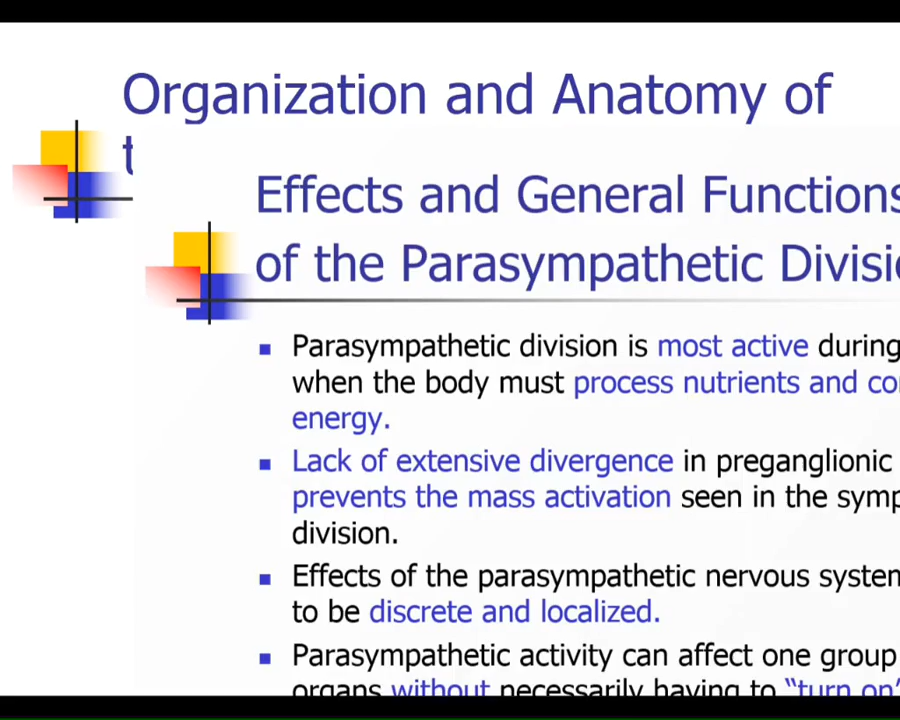 Organization and Anatomy of
t
Effects and General Functions
of the Parasympathetic Divisi
Parasympathetic division is most active during
when the body must process nutrients and co
energy.
Lack of extensive divergence in preganglionic
prevents the mass activation seen in the symp
division.
Effects of the parasympathetic nervous system
to be discrete and localized.
Parasympathetic activity can affect one group
organs without necessarily having to “turn on”